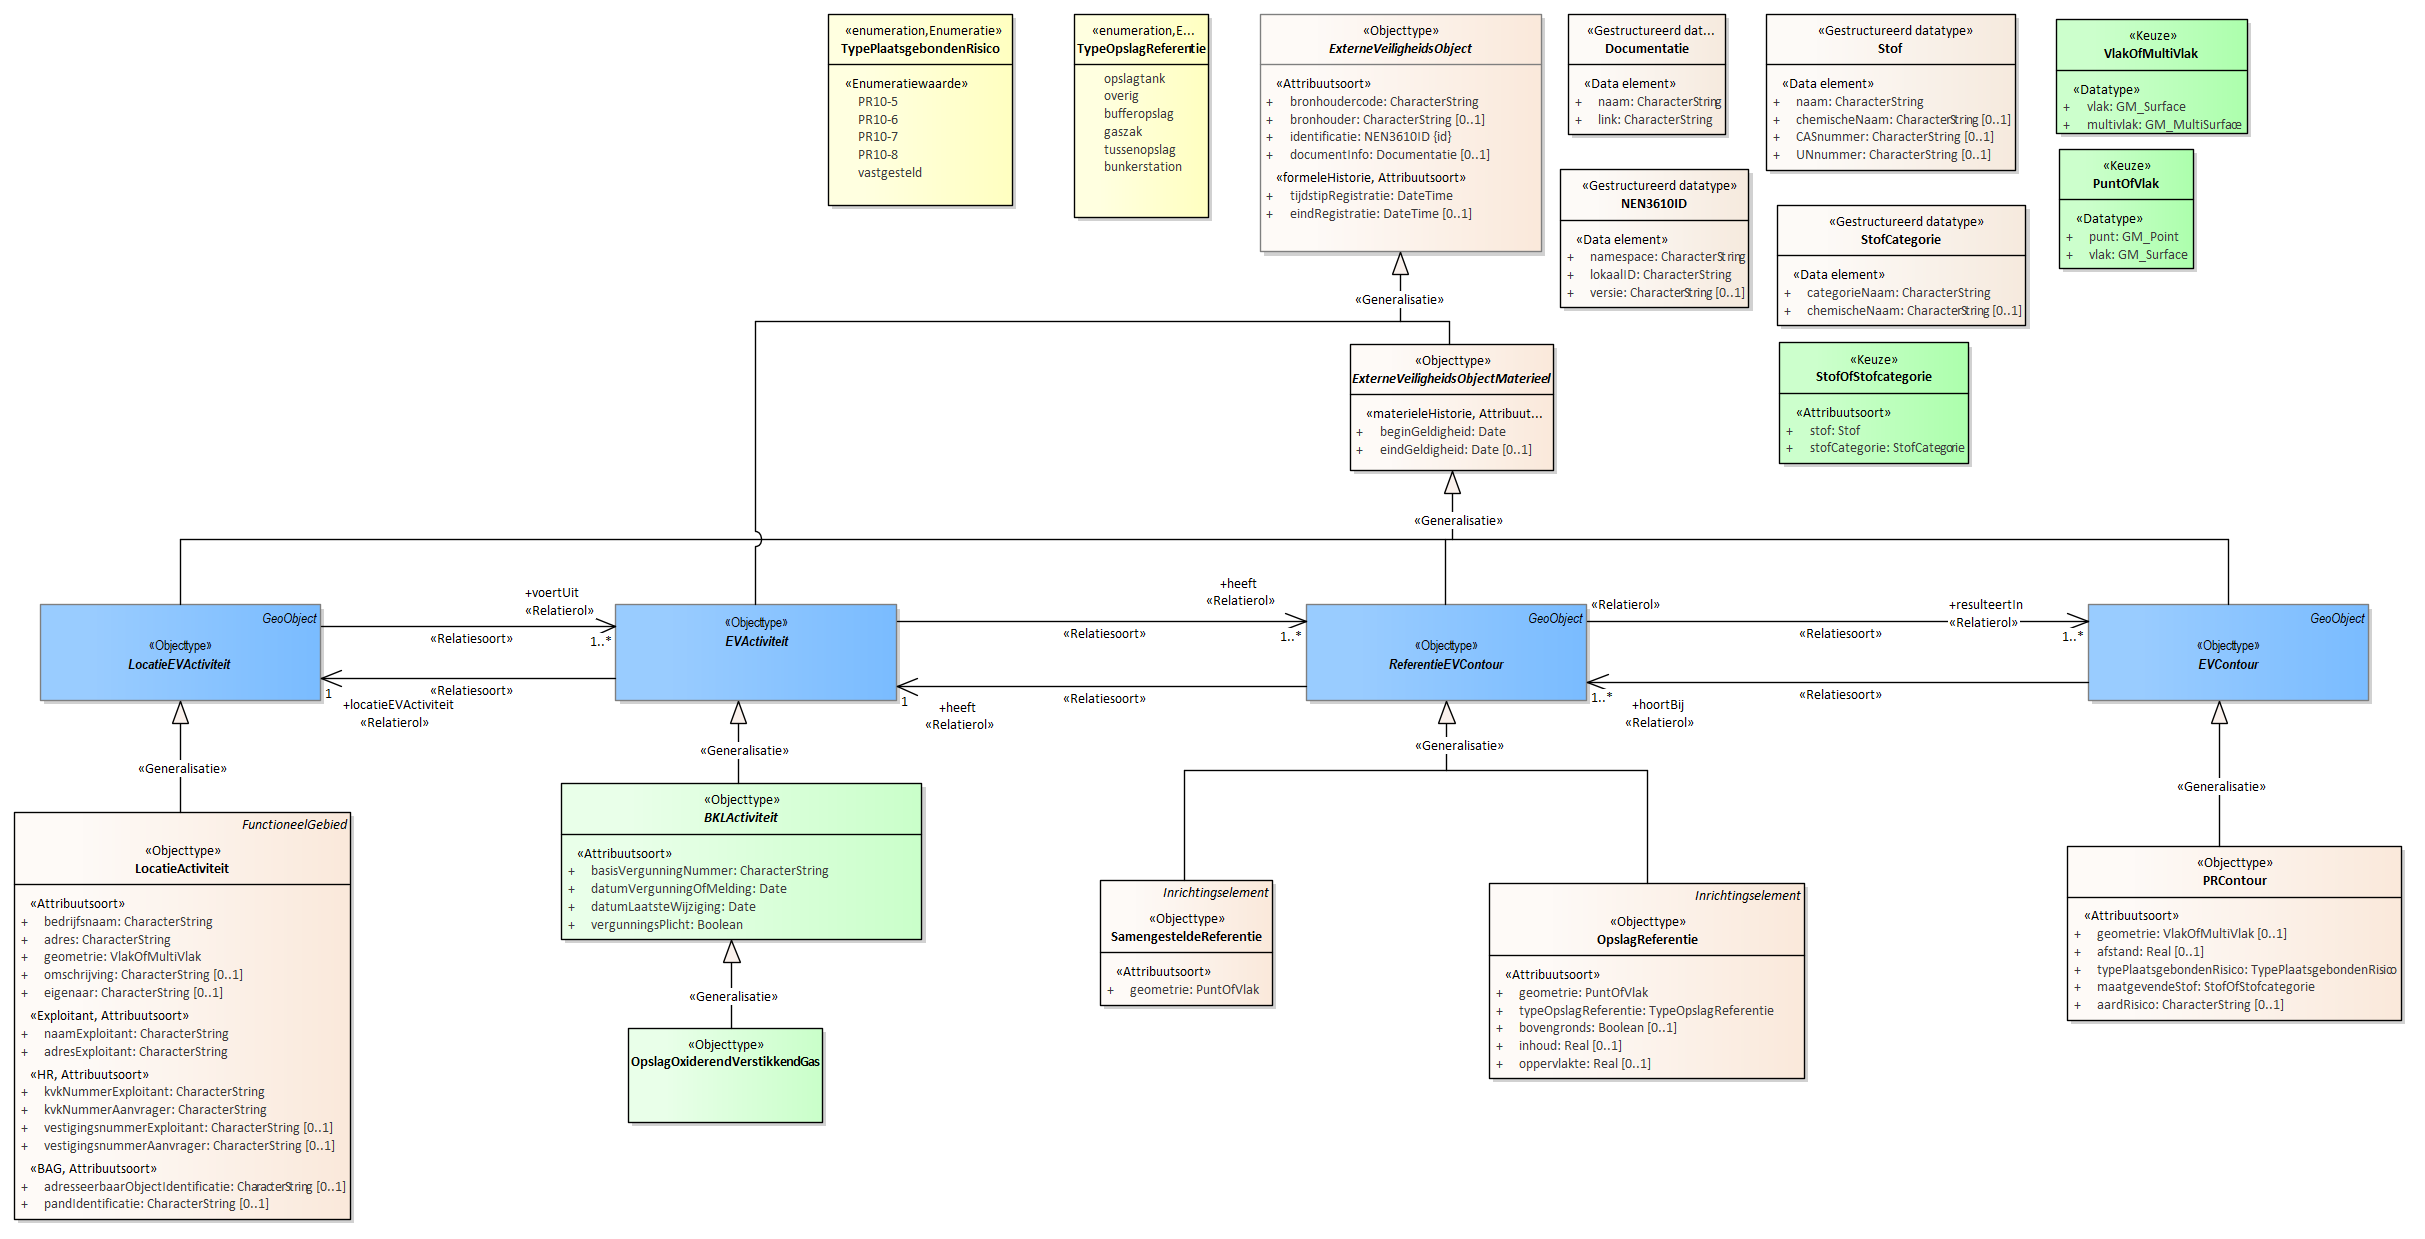 «enumeration,Enumeratie»
TypePlaatsgebondenRisico
«Enumeratiewaarde»
PR10-5
PR10-6
PR10-7
PR10-8
vastgesteld
«enumeration,E...
TypeOpslagReferentie
opslagtank
overig
bufferopslag
gaszak
tussenopslag
bunkerstation
«Objecttype»
ExterneVeiligheidsObject
«Attribuutsoort»
+ bronhoudercode: CharacterString
+ bronhouder: CharacterString [0..1]
+ identificatie: NEN3610ID {id}
+ documentInfo: Documentatie [0..1]
«formeleHistorie, Attribuutsoort»
+ tijdstipRegistratie: DateTime
+ eindRegistratie: DateTime [0..1]
«Gestructureerd dat...
Documentatie
«Data element»
+ naam: CharacterString
+ link: CharacterString
«Gestructureerd datatype»
NEN3610ID
«Data element»
+ namespace: CharacterString
+ lokaalID: CharacterString
+ versie: CharacterString [0..1]
«Gestructureerd datatype»
Stof
«Data element»
+ naam: CharacterString
+ chemischeNaam: CharacterString [0..1]
+ CASnummer: CharacterString [0..1]
+ UNnummer: CharacterString [0..1]
«Gestructureerd datatype»
StofCategorie
«Data element»
+ categorieNaam: CharacterString
+ chemischeNaam: CharacterString [0..1]
«Keuze»
StofOfStofcategorie
«Attribuutsoort»
+ stof: Stof
+ stofCategorie: StofCategorie
«Keuze»
VlakOfMultiVlak
«Datatype»
+ vlak: GM_Surface
+ multivlak: GM_MultiSurface
«Keuze»
PuntOfVlak
«Datatype»
+ punt: GM_Point
+ vlak: GM_Surface
«Generalisatie»
«Objecttype»
ExterneVeiligheidsObjectMaterieel
«materieleHistorie, Attribuut...
+ beginGeldigheid: Date
+ eindGeldigheid: Date [0..1]
«Generalisatie»
GeoObject
«Objecttype»
LocatieEVActiviteit
+voertUit
«Relatierol»
«Relatiesoort»
1..*
«Relatiesoort»
1
+locatieEVActiviteit
«Relatierol»
«Objecttype»
EVActiviteit
+heeft
«Relatierol»
«Relatiesoort»
1..*
«Relatiesoort»
1
+heeft
«Relatierol»
GeoObject
«Objecttype»
ReferentieEVContour
«Relatierol»
+resulteertIn
«Relatierol»
«Relatiesoort»
1..*
«Relatiesoort»
1..*
+hoortBij
«Relatierol»
GeoObject
«Objecttype»
EVContour
«Generalisatie»
«Generalisatie»
«Generalisatie»
«Generalisatie»
FunctioneelGebied
«Objecttype»
LocatieActiviteit
«Attribuutsoort»
+ bedrijfsnaam: CharacterString
+ adres: CharacterString
+ geometrie: VlakOfMultiVlak
+ omschrijving: CharacterString [0..1]
+ eigenaar: CharacterString [0..1]
«Exploitant, Attribuutsoort»
+ naamExploitant: CharacterString
+ adresExploitant: CharacterString
«HR, Attribuutsoort»
+ kvkNummerExploitant: CharacterString
+ kvkNummerAanvrager: CharacterString
+ vestigingsnummerExploitant: CharacterString [0..1]
+ vestigingsnummerAanvrager: CharacterString [0..1]
«BAG, Attribuutsoort»
+ adresseerbaarObjectIdentificatie: CharacterString [0..1]
+ pandIdentificatie: CharacterString [0..1]
«Objecttype»
BKLActiviteit
«Attribuutsoort»
+ basisVergunningNummer: CharacterString
+ datumVergunningOfMelding: Date
+ datumLaatsteWijziging: Date
+ vergunningsPlicht: Boolean
«Generalisatie»
«Objecttype»
OpslagOxiderendVerstikkendGas
Inrichtingselement
«Objecttype»
SamengesteldeReferentie
«Attribuutsoort»
+ geometrie: PuntOfVlak
Inrichtingselement
«Objecttype»
OpslagReferentie
«Attribuutsoort»
+ geometrie: PuntOfVlak
+ typeOpslagReferentie: TypeOpslagReferentie
+ bovengronds: Boolean [0..1]
+ inhoud: Real [0..1]
+ oppervlakte: Real [0..1]
«Objecttype»
PRContour
«Attribuutsoort»
+ geometrie: VlakOfMultiVlak [0..1]
+ afstand: Real [0..1]
+ typePlaatsgebondenRisico: TypePlaatsgebondenRisico
+ maatgevendeStof: StofOfStofcategorie
+ aardRisico: CharacterString [0..1]